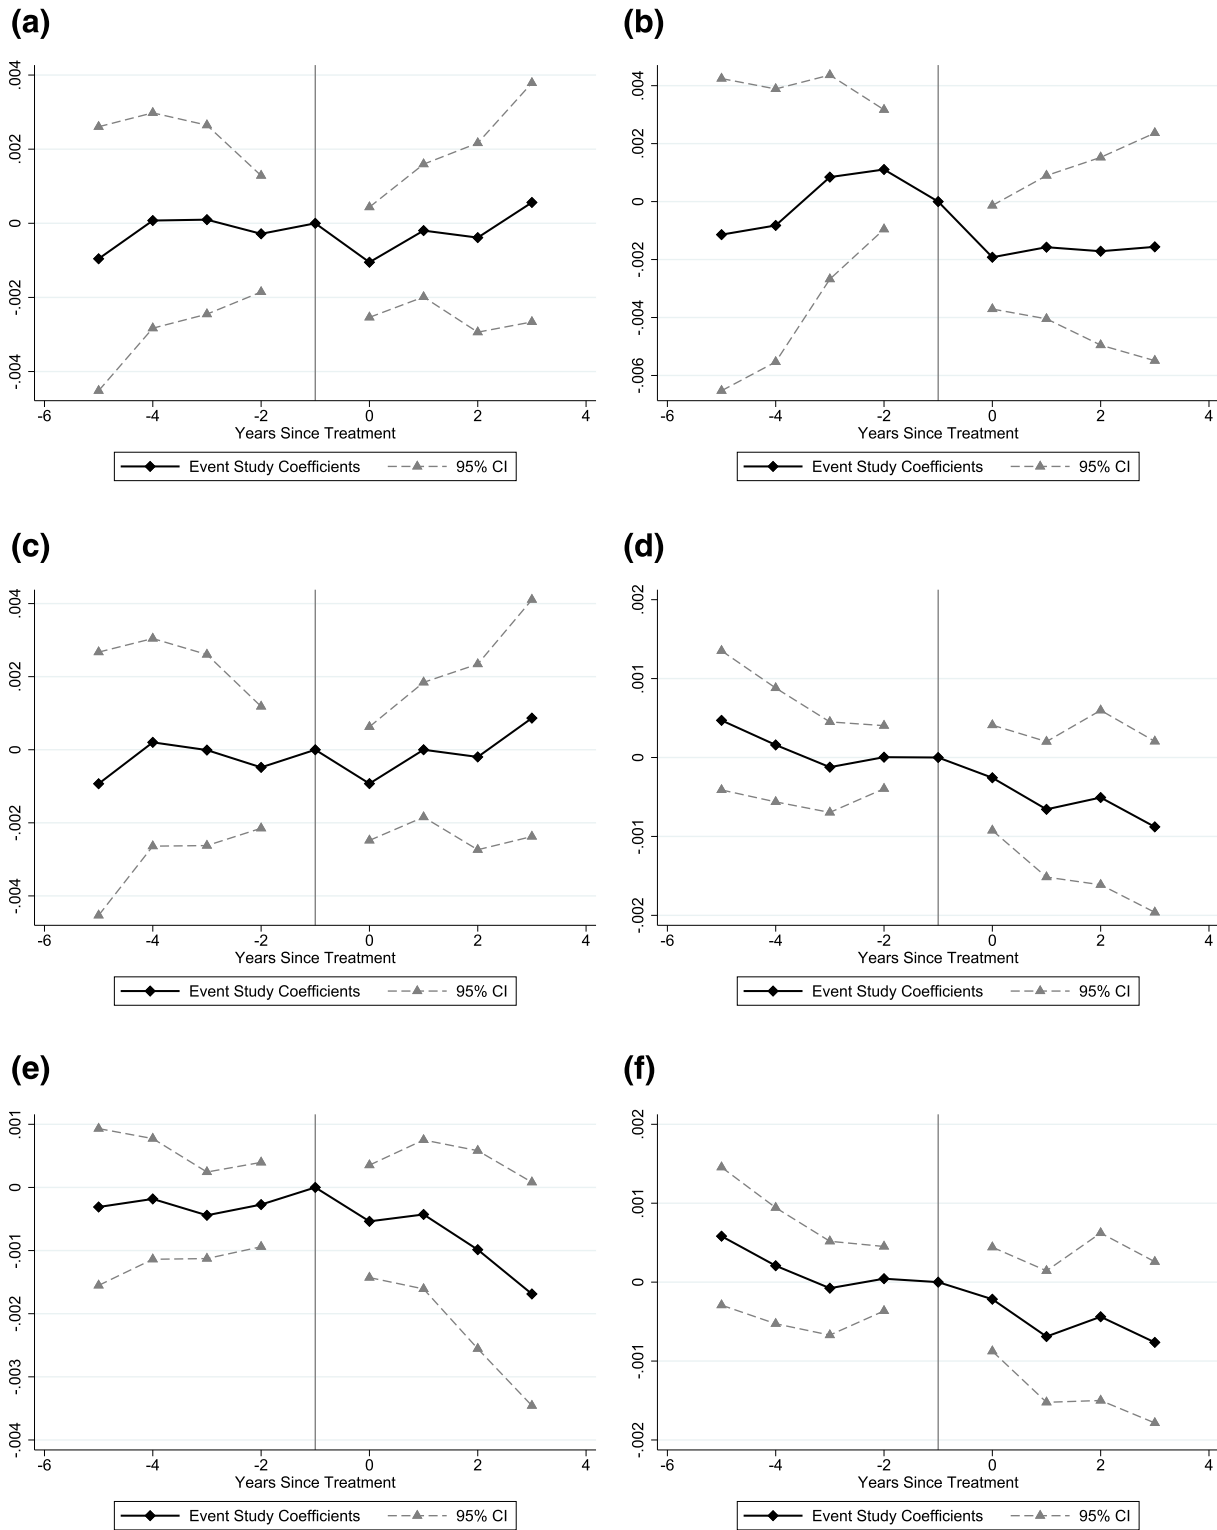 (a)
.004
.002
0
-.002
-.004
-6 -4 -2 0 2 4
Years Since Treatment
Event Study Coefficients 95% CI
(b)
.004
.002
0
-.002
-.004
-.006
-6 -4 -2 0 2 4
Years Since Treatment
Event Study Coefficients 95% CI
(c)
.004
.002
0
-.002
-.004
-6 -4 -2 0 2 4
Years Since Treatment
Event Study Coefficients 95% CI
(d)
.002
.001
0
-.001
-.002
-6 -4 -2 0 2 4
Years Since Treatment
Event Study Coefficients 95% CI
(e)
.001
0
-.001
-.002
-.003
-.004
-6 -4 -2 0 2 4
Years Since Treatment
Event Study Coefficients 95% CI
(f)
.002
.001
0
-.001
-.002
-6 -4 -2 0 2 4
Years Since Treatment
Event Study Coefficients 95% CI